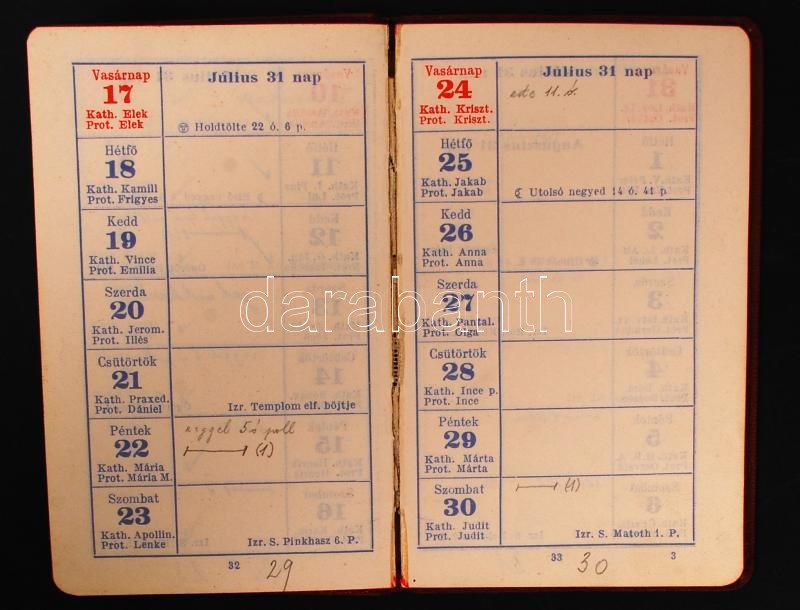 Vasárnap
17
Kath. Elek
Prot. Elek
Július 31 nap
Holdtölte 22 ó. 6 p.
Hétfő
18
Kath. Kamill
Prot. Frigyes
Kedd
19
Kath. Vince
Prot. Emilia
Szerda
20
Kath. Jerom.
Prot. Illés
Csütörtök
21
Kath. Praxed.
Prot. Dániel
Izr. Templom elf. böjtje
Péntek
22
Kath. Mária
Prot. Mária M.
reggel 5ó
(1)
Szombat
23
Kath. Apollin.
Prot. Lenke
Izr. S. Pinkhasz 6. P.
32
29
Vasárnap
24
Kath. Kriszt.
Prot. Kriszt.
Július 31 nap
este 11. ó.
Hétfő
25
Kath. Jakab
Prot. Jakab
Utolsó negyed 14 ó. 41 p.
Kedd
26
Kath. Anna
Prot. Anna
Szerda
27
Kath. Pantal.
Prot. Olga
Csütörtök
28
Kath. Ince p.
Prot. Ince
Péntek
29
Kath. Márta
Prot. Márta
Szombat
30
Kath. Judit
Prot. Judit
(1)
Izr. S. Matoth 1. P.
33
3
30
darabanth